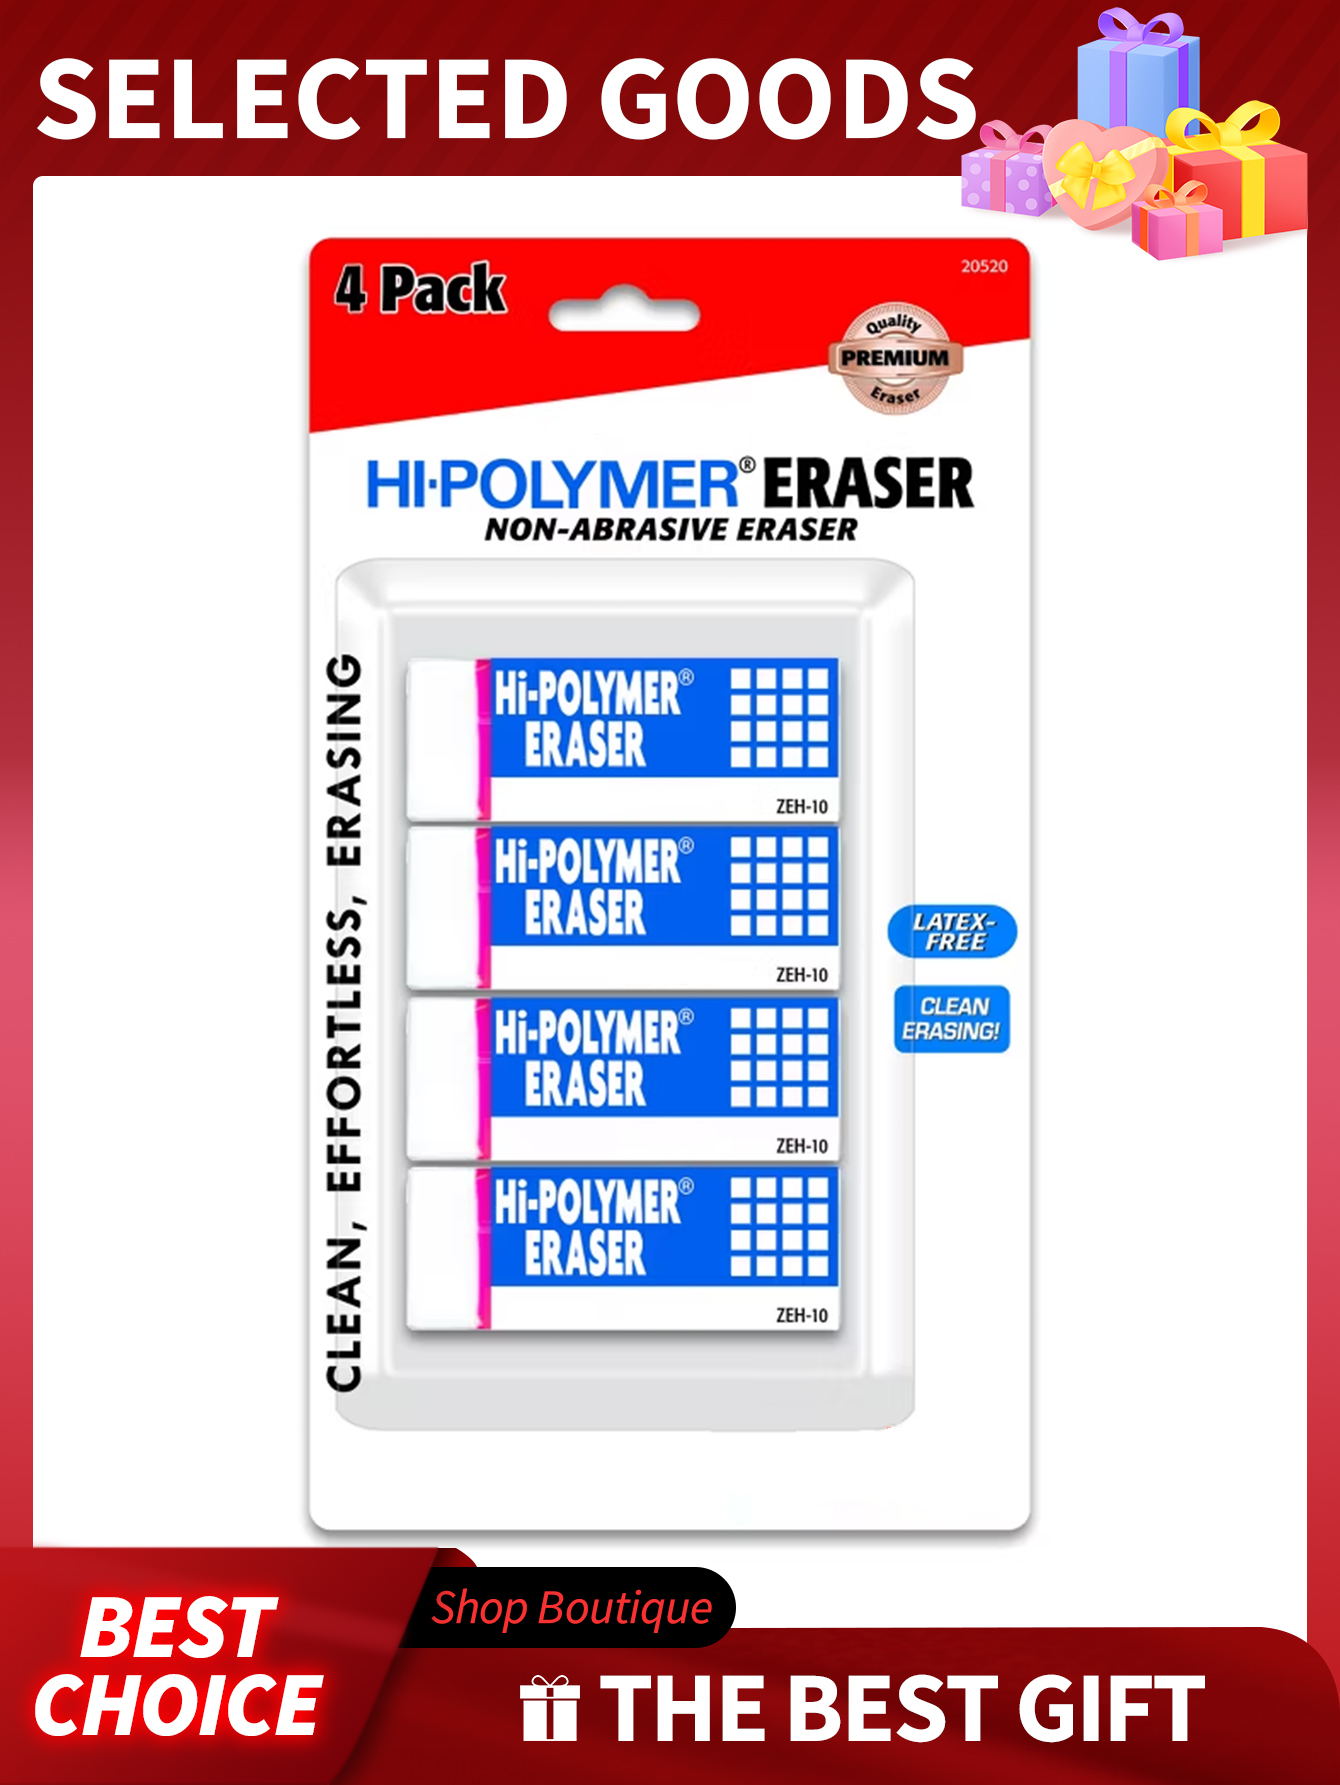 SELECTED GOODS
4 Pack
20520
Quality
PREMIUM
Eraser
HI-POLYMER® ERASER
NON-ABRASIVE ERASER
CLEAN, EFFORTLESS, ERASING
Hi-POLYMER®
ERASER
ZEH-10
Hi-POLYMER®
ERASER
ZEH-10
Hi-POLYMER®
ERASER
ZEH-10
Hi-POLYMER®
ERASER
ZEH-10
LATEX-
FREE
CLEAN
ERASING!
Shop Boutique
BEST
CHOICE
THE BEST GIFT